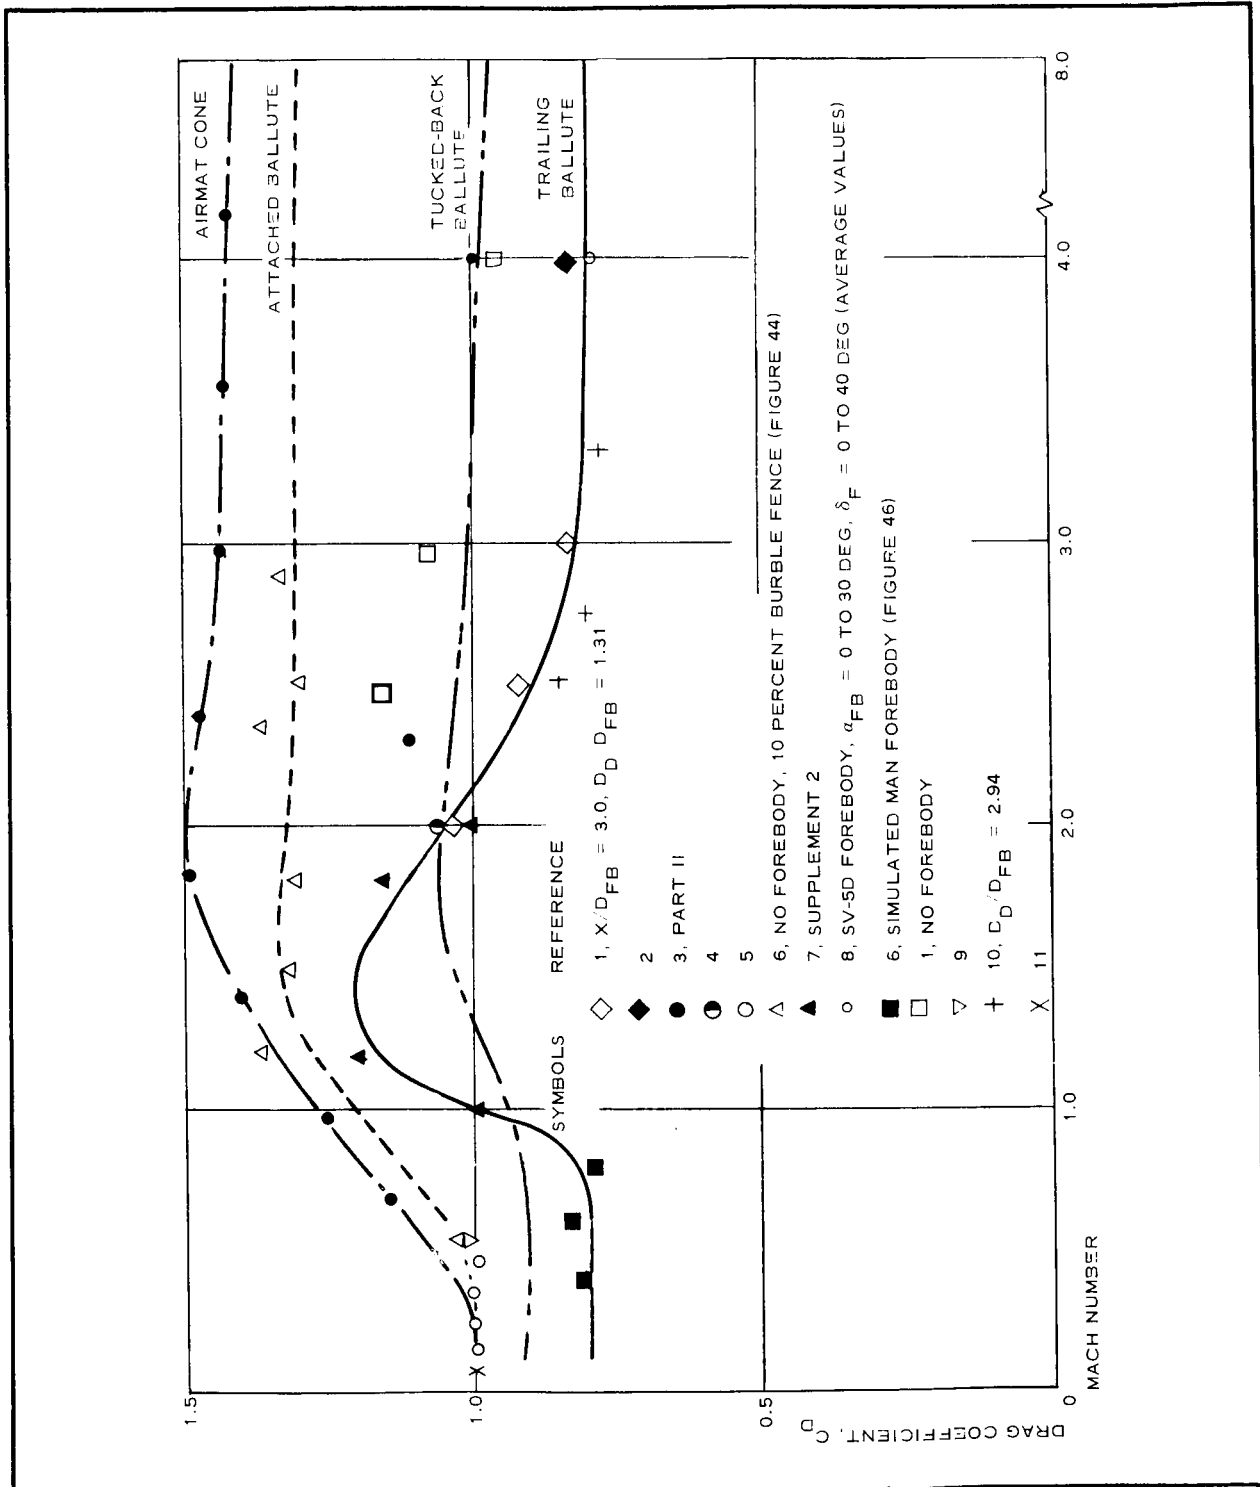 AIRMAT CONE
ATTACHED BALLUTE
TUCKED-BACK
BALLUTE
TRAILING
BALLUTE
SYMBOLS REFERENCE
◇ 1, X/D_FB = 3.0, D_D D_FB = 1.31
◆ 2
● 3, PART II
◓ 4
○ 5
△ 6, NO FOREBODY, 10 PERCENT BURBLE FENCE (FIGURE 44)
▲ 7, SUPPLEMENT 2
○ 8, SV-5D FOREBODY, α_FB = 0 TO 30 DEG, δ_F = 0 TO 40 DEG (AVERAGE VALUES)
■ 6, SIMULATED MAN FOREBODY (FIGURE 46)
□ 1, NO FOREBODY
▽ 9
+ 10, D_D/D_FB = 2.94
X 11
DRAG COEFFICIENT, C_D
1.5
1.0
0.5
0
1.0
2.0
3.0
4.0
8.0
MACH NUMBER